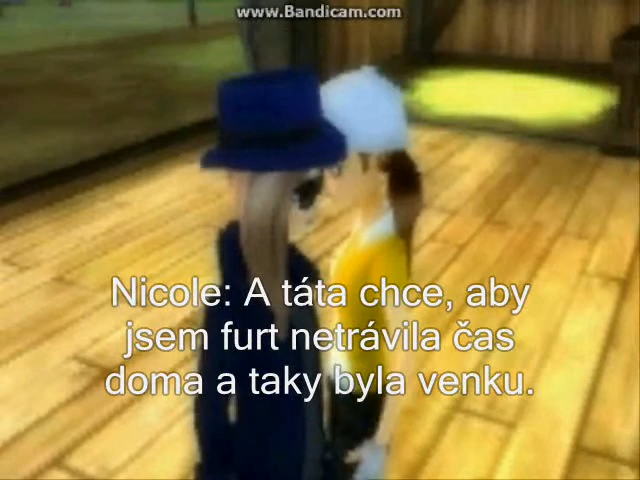 www.Bandicam.com
Nicole: A táta chce, aby
jsem furt netrávila čas
doma a taky byla venku.